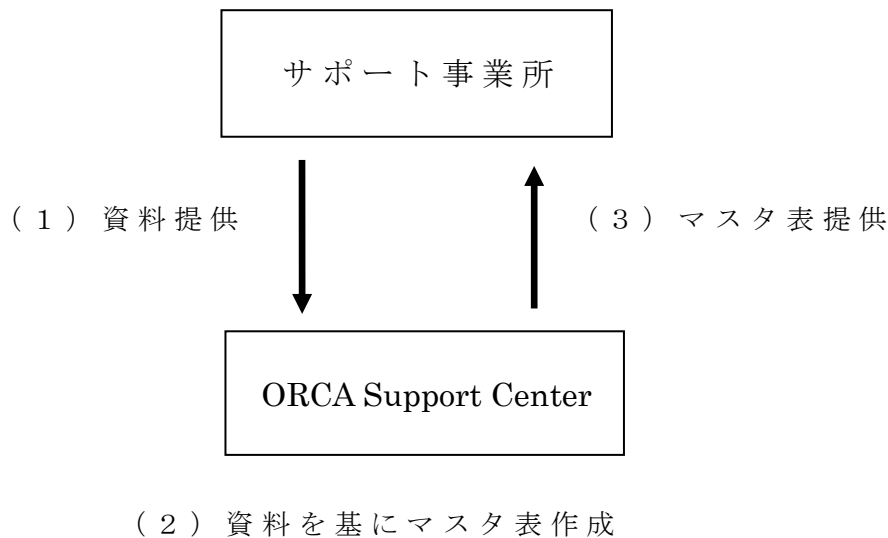 サポート事業所
(1)資料提供
(3)マスタ表提供
ORCA Support Center
(2)資料を基にマスタ表作成